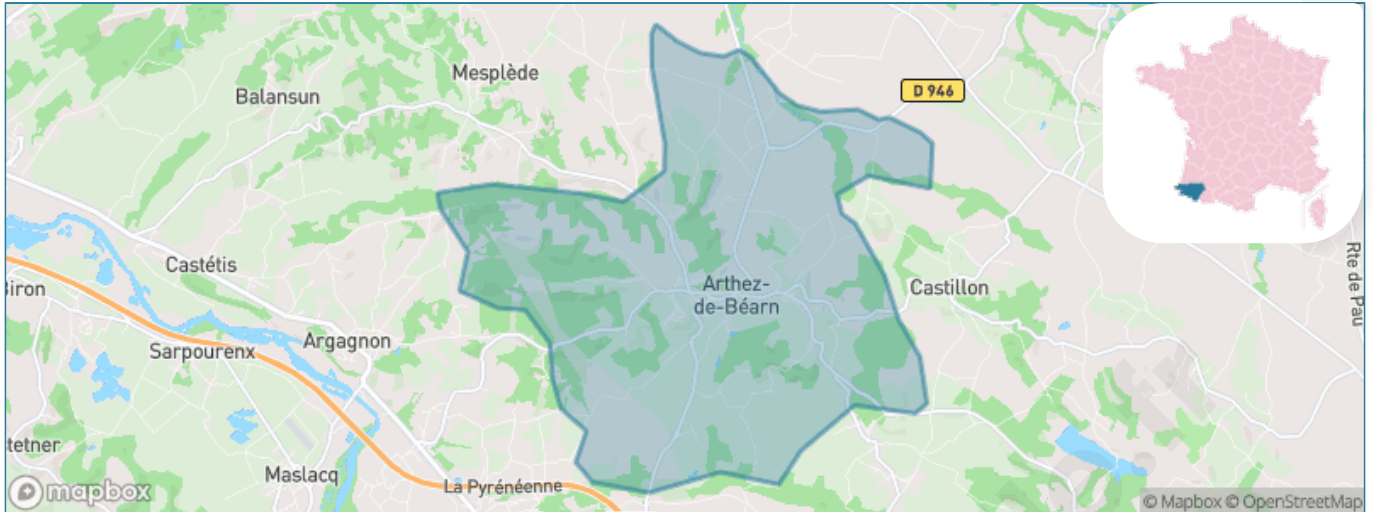 Mesplède
Balansun
D 946
Castétis
Biron
Arthez-
de-Béarn
Castillon
Rte de Pau
Argagnon
Sarpourenx
tetner
Maslacq
La Pyrénéenne
mapbox
© Mapbox © OpenStreetMap